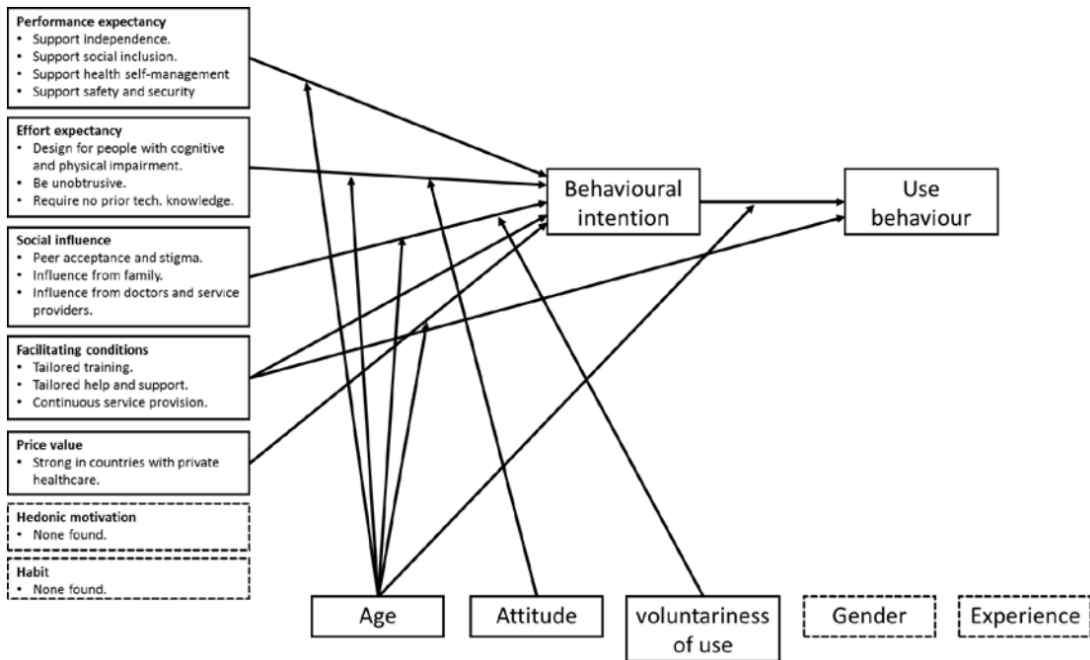 Performance expectancy
• Support independence.
• Support social inclusion.
• Support health self-management
• Support safety and security
Effort expectancy
• Design for people with cognitive
and physical impairment.
• Be unobtrusive.
• Require no prior tech. knowledge.
Social influence
• Peer acceptance and stigma.
• Influence from family.
• Influence from doctors and service
providers.
Facilitating conditions
• Tailored training.
• Tailored help and support.
• Continuous service provision.
Price value
• Strong in countries with private
healthcare.
Hedonic motivation
• None found.
Habit
• None found.
Behavioural
intention
Use
behaviour
Age
Attitude
voluntariness
of use
Gender
Experience